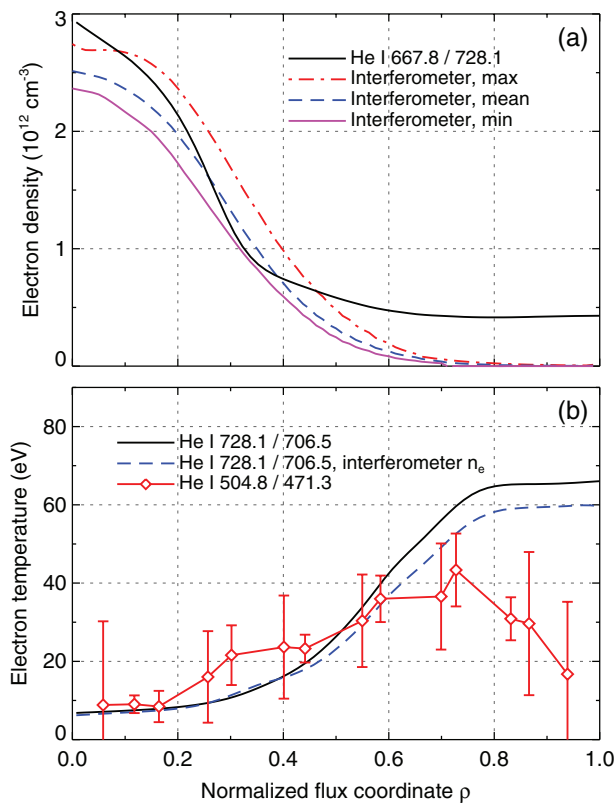 3
(a)
He I 667.8 / 728.1
Interferometer, max
Interferometer, mean
Interferometer, min
2
1
0
Electron density (10¹² cm⁻³)
(b)
80
He I 728.1 / 706.5
He I 728.1 / 706.5, interferometer nₑ
He I 504.8 / 471.3
60
40
20
0
Electron temperature (eV)
0.0 0.2 0.4 0.6 0.8 1.0
Normalized flux coordinate ρ